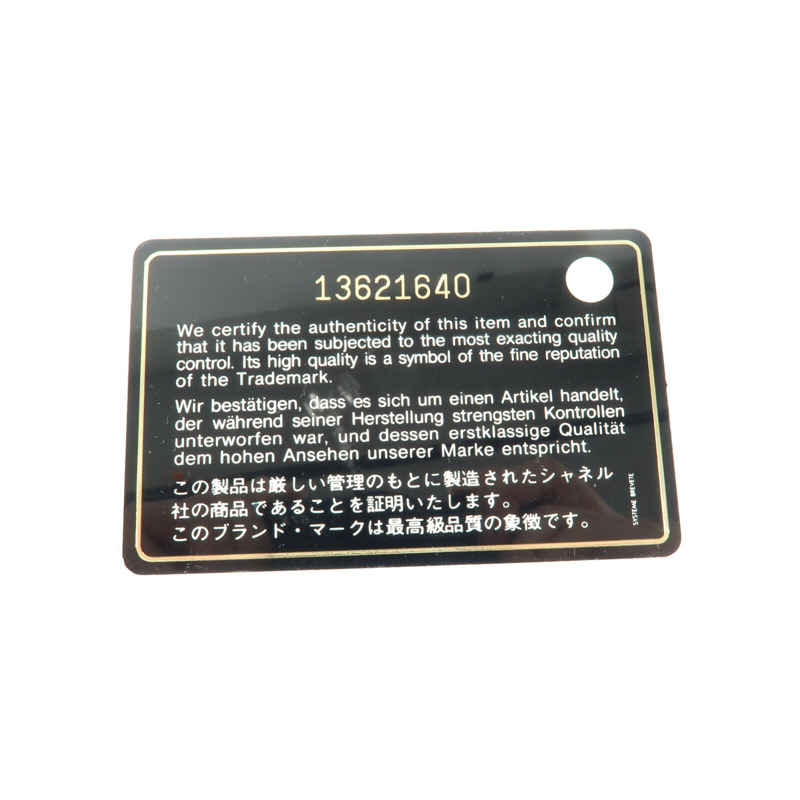 13621640
We certify the authenticity of this item and confirm
that it has been subjected to the most exacting quality
control. Its high quality is a symbol of the fine reputation
of the Trademark.
Wir bestätigen, dass es sich um einen Artikel handelt,
der während seiner Herstellung strengsten Kontrollen
unterworfen war, und dessen erstklassige Qualität
dem hohen Ansehen unserer Marke entspricht.
この製品は厳しい管理のもとに製造されたシャネル
社の商品であることを証明いたします。
このブランド・マークは最高級品質の象徴です。
SYSTEME BREVETE